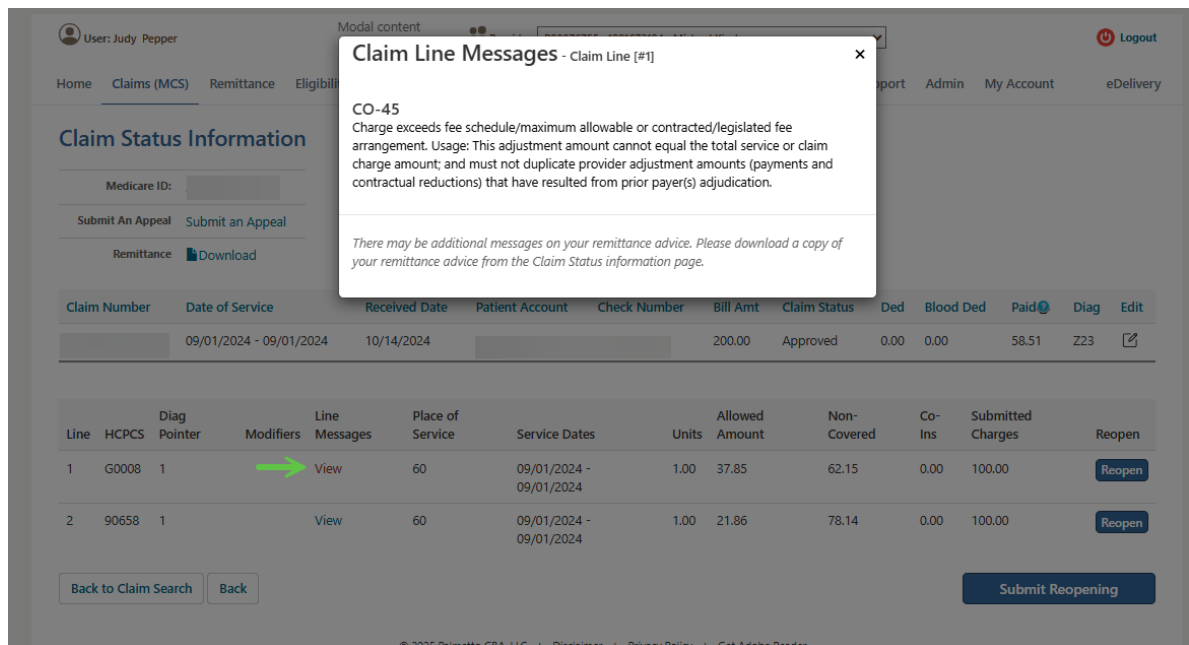 Modal content
User: Judy Pepper
Logout
Home Claims (MCS) Remittance Admin My Account eDelivery
Claim Line Messages - Claim Line [#1] ×
CO-45
Charge exceeds fee schedule/maximum allowable or contracted/legislated fee
arrangement. Usage: This adjustment amount cannot equal the total service or claim
charge amount; and must not duplicate provider adjustment amounts (payments and
contractual reductions) that have resulted from prior payer(s) adjudication.
There may be additional messages on your remittance advice. Please download a copy of
your remittance advice from the Claim Status information page.
Claim Status Information
Medicare ID:
Submit An Appeal Submit an Appeal
Remittance Download
Claim Number Date of Service Received Date Patient Account Check Number Bill Amt Claim Status Ded Blood Ded Paid Diag Edit
09/01/2024 - 09/01/2024 10/14/2024 200.00 Approved 0.00 0.00 58.51 Z23
Line HCPCS Diag Pointer Modifiers Line Messages Place of Service Service Dates Units Allowed Amount Non-Covered Co-Ins Submitted Charges Reopen
1 G0008 1 View 60 09/01/2024 - 09/01/2024 1.00 37.85 62.15 0.00 100.00 Reopen
2 90658 1 View 60 09/01/2024 - 09/01/2024 1.00 21.86 78.14 0.00 100.00 Reopen
Back to Claim Search Back Submit Reopening